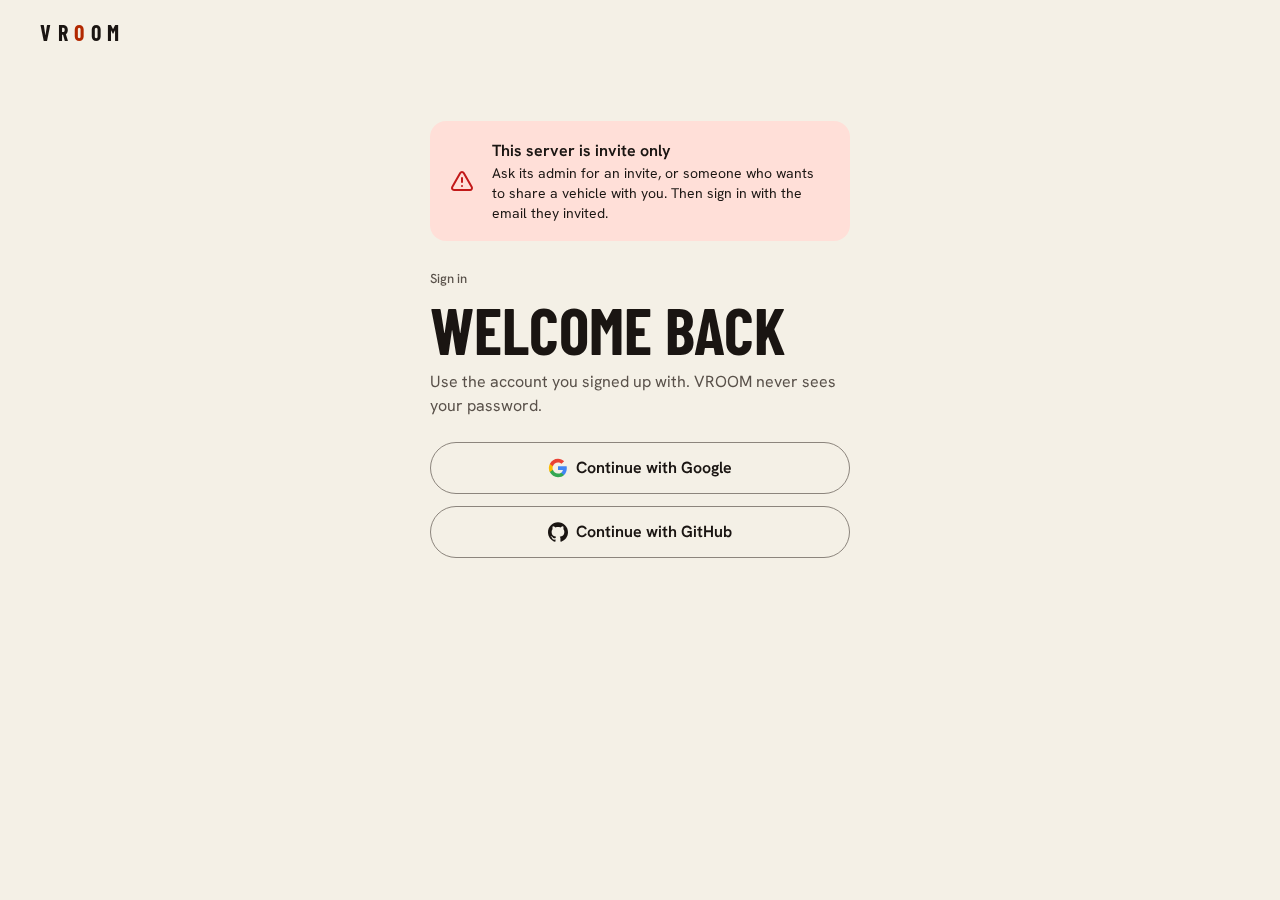 VROOM
This server is invite only
Ask its admin for an invite, or someone who wants
to share a vehicle with you. Then sign in with the
email they invited.
Sign in
WELCOME BACK
Use the account you signed up with. VROOM never sees
your password.
Continue with Google
Continue with GitHub